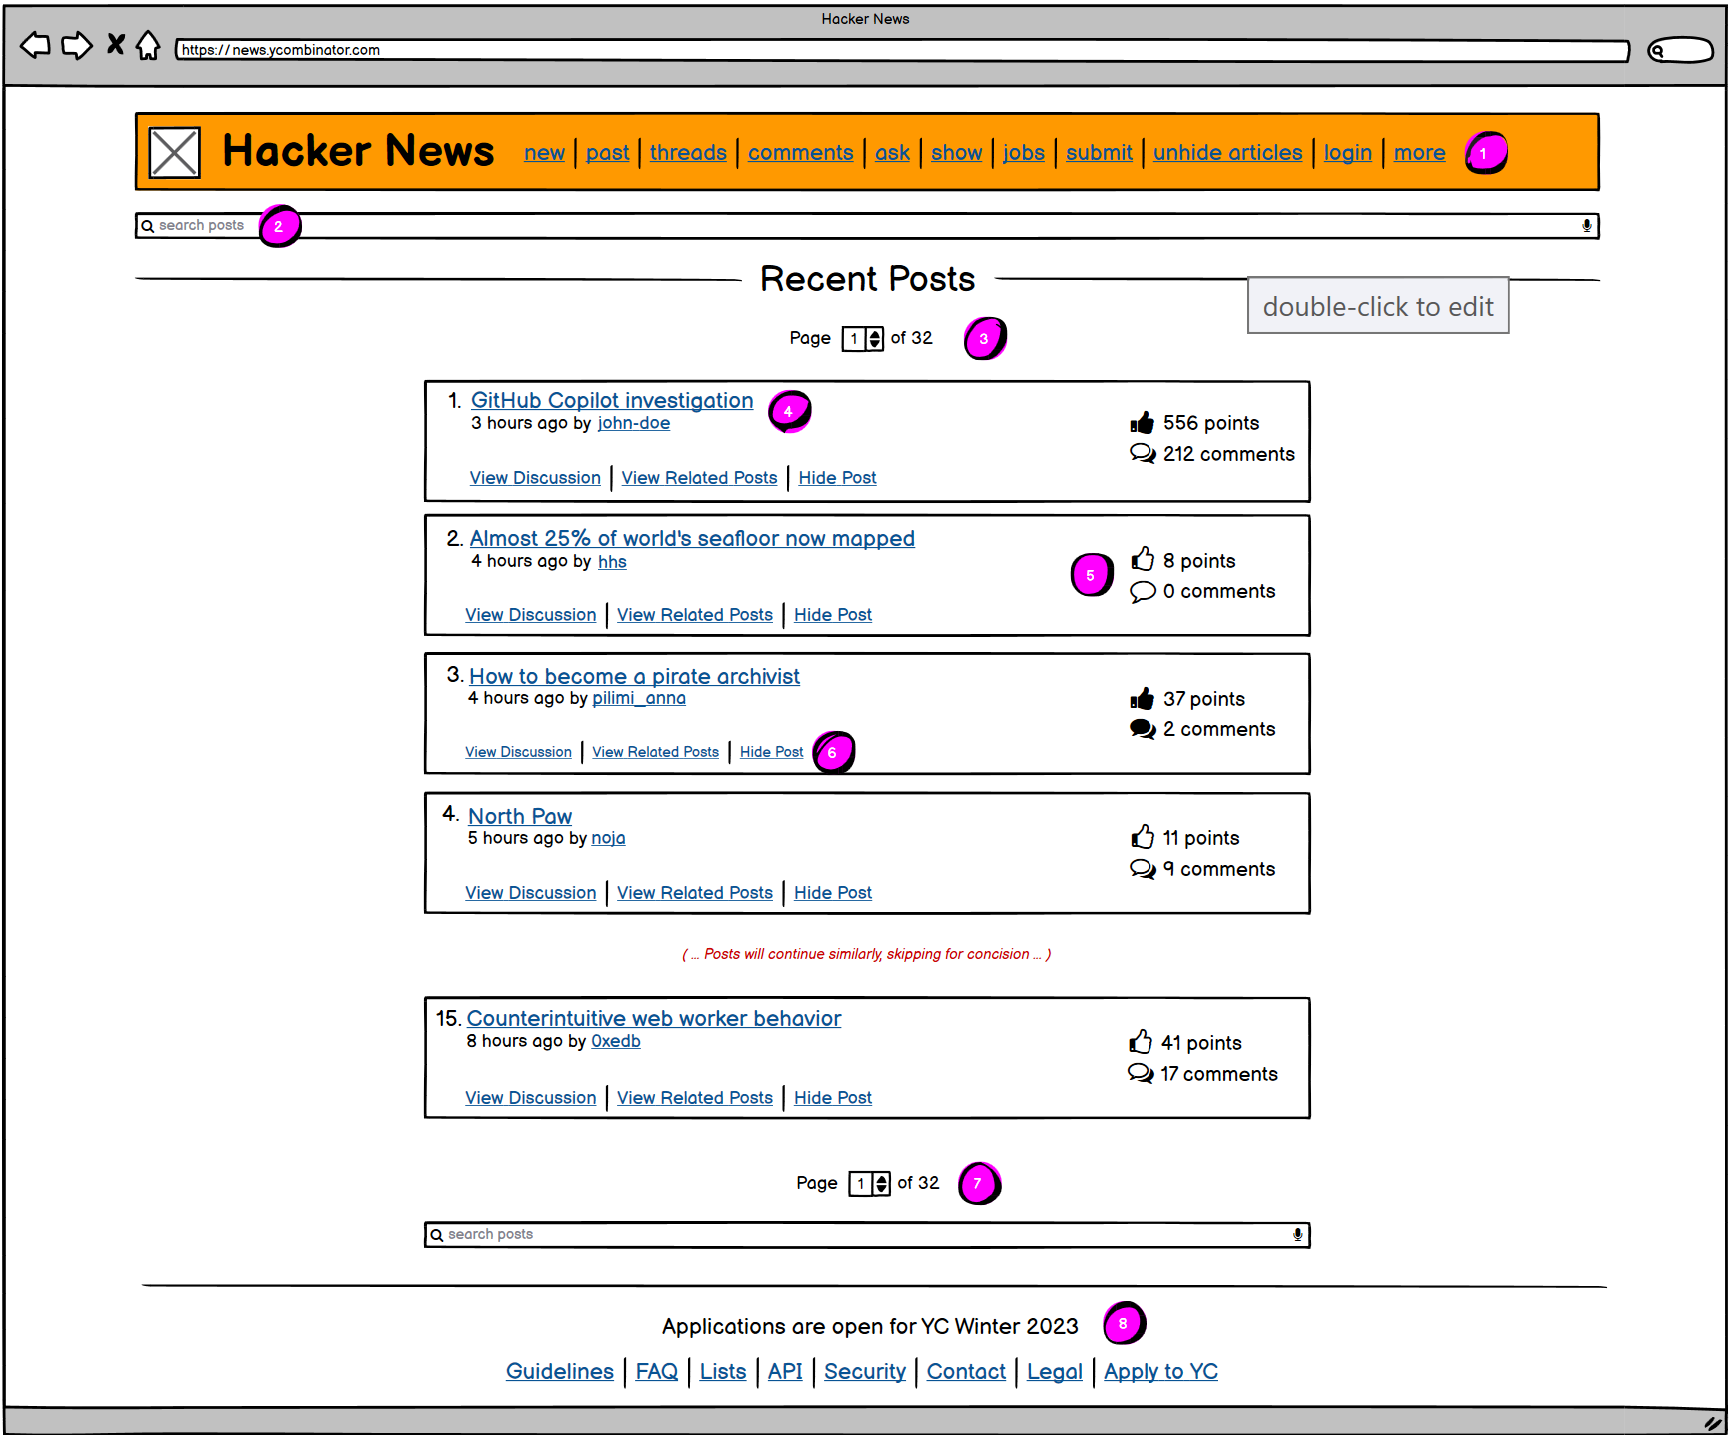 Hacker News
https://news.ycombinator.com
Hacker News new past threads comments ask show jobs submit unhide articles login more 1
search posts 2
Recent Posts
double-click to edit
Page 1 of 32 3
1. GitHub Copilot investigation 4
3 hours ago by john-doe
556 points
212 comments
View Discussion View Related Posts Hide Post
2. Almost 25% of world's seafloor now mapped
4 hours ago by hhs
5
8 points
0 comments
View Discussion View Related Posts Hide Post
3. How to become a pirate archivist
4 hours ago by pilimi_anna
37 points
2 comments
View Discussion View Related Posts Hide Post 6
4. North Paw
5 hours ago by noja
11 points
9 comments
View Discussion View Related Posts Hide Post
( ... Posts will continue similarly, skipping for concision ... )
15. Counterintuitive web worker behavior
8 hours ago by 0xedb
41 points
17 comments
View Discussion View Related Posts Hide Post
Page 1 of 32 7
search posts
Applications are open for YC Winter 2023 8
Guidelines FAQ Lists API Security Contact Legal Apply to YC